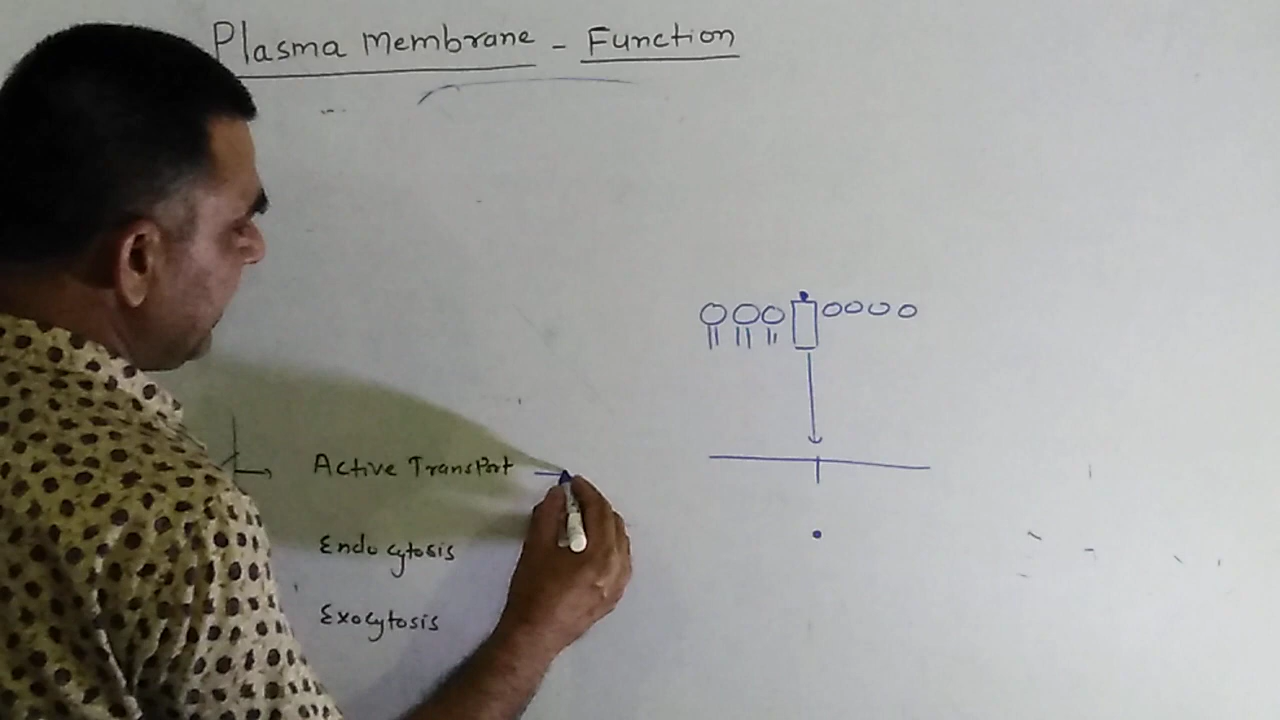 Plasma Membrane - Function
Active Transport
Endocytosis
Exocytosis